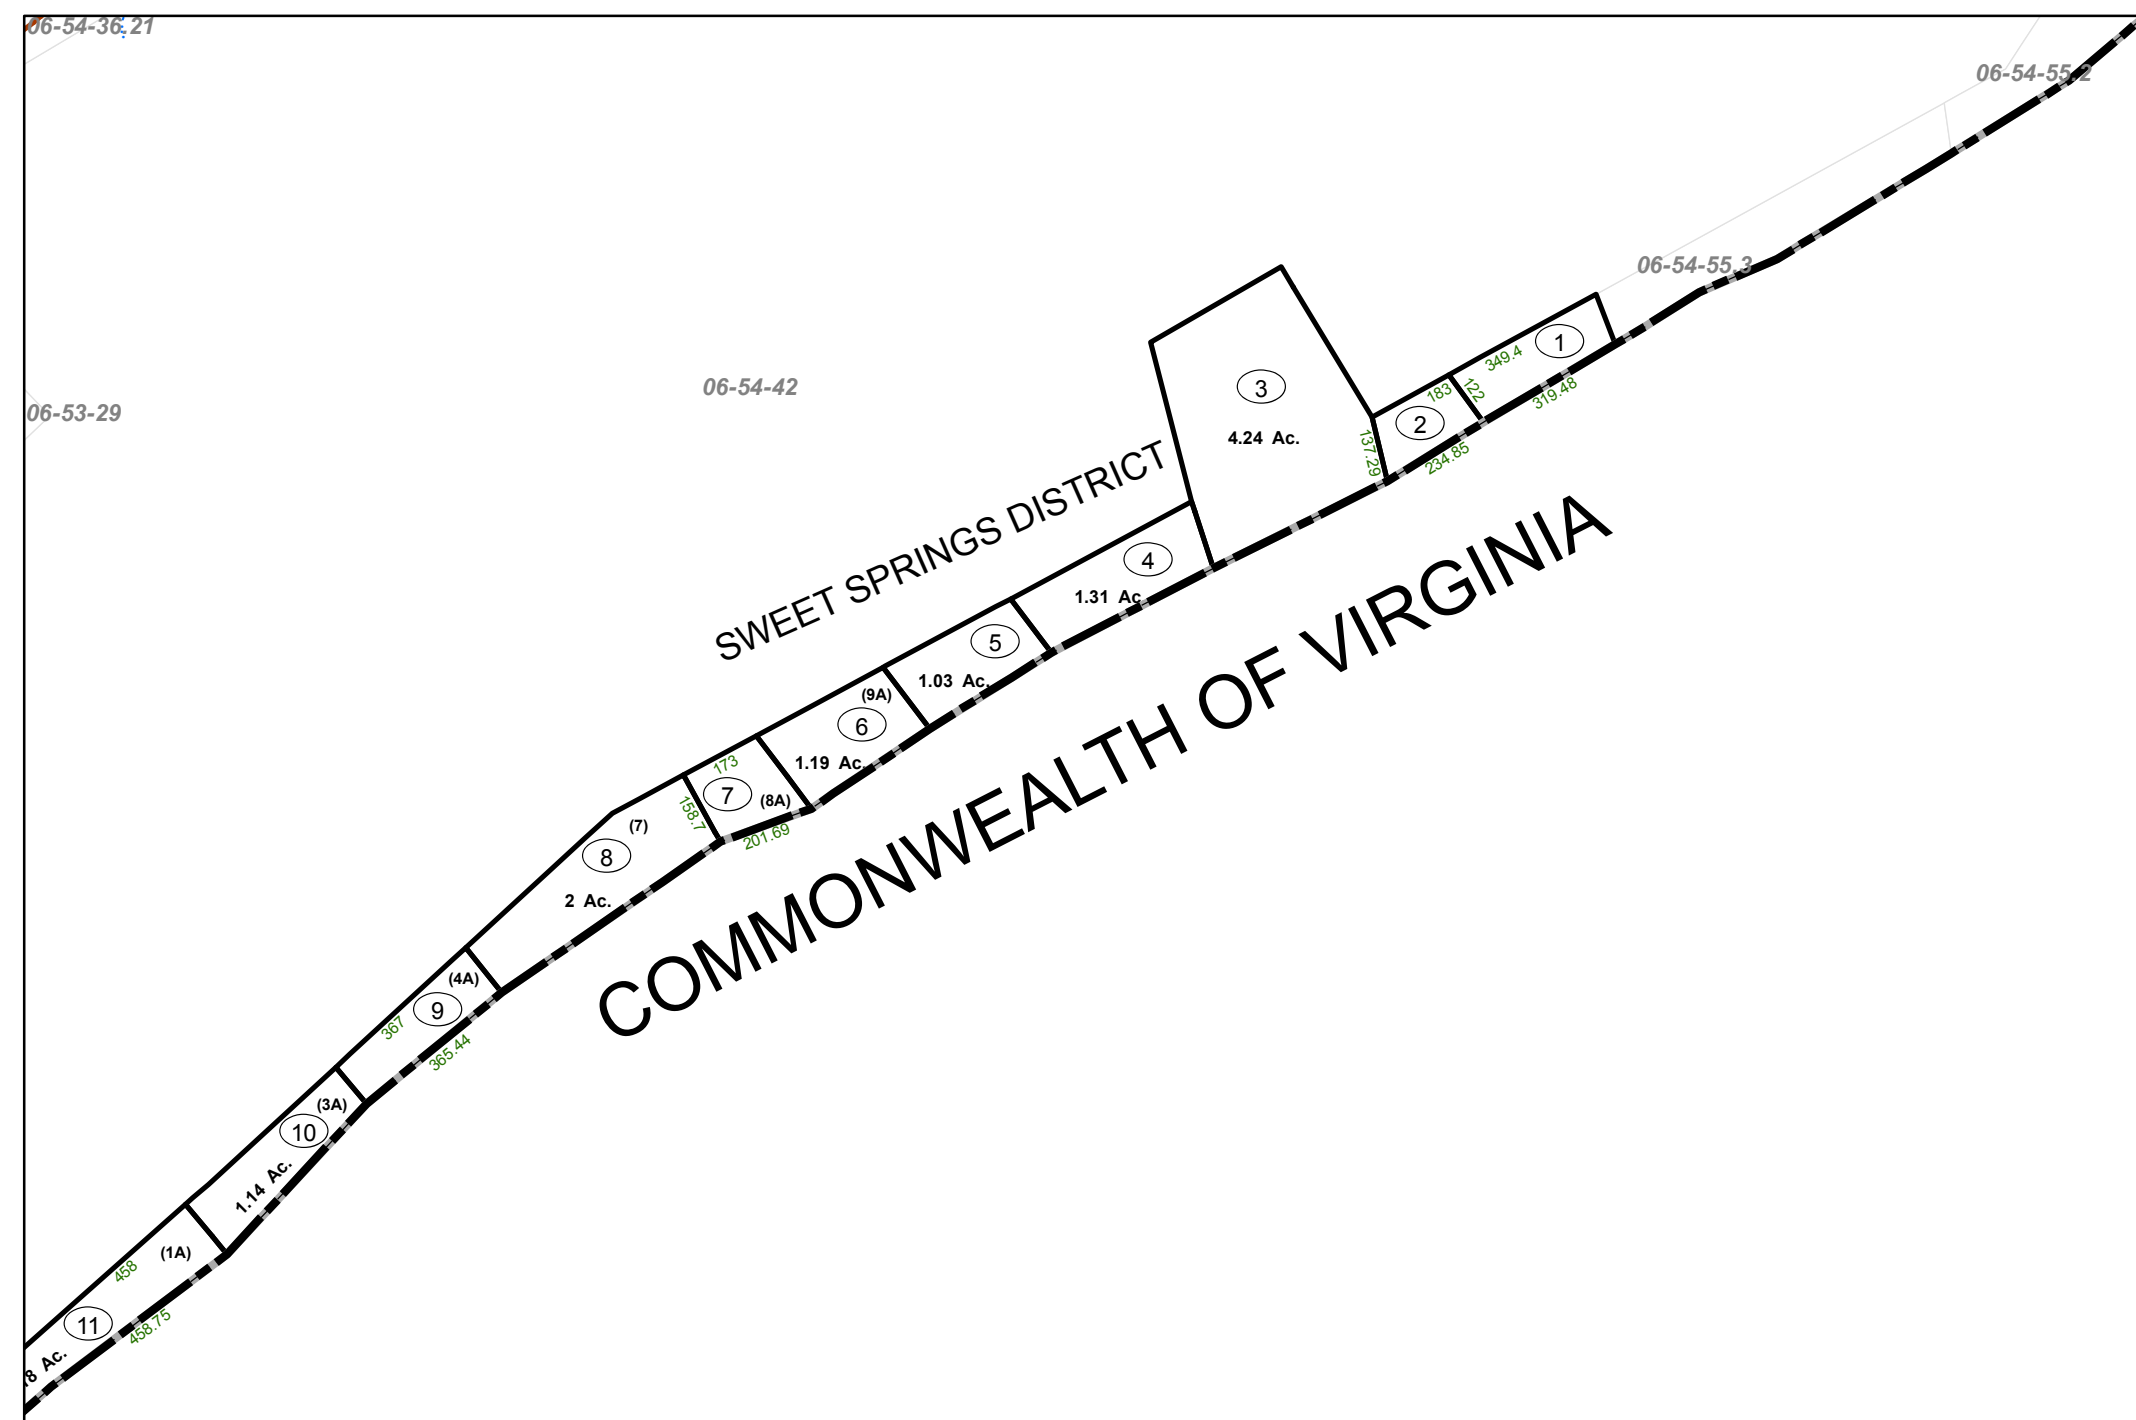 06-54-36.21
06-54-55.2
06-54-55.3
1
349.4
122
319.48
183
2
137.29
234.85
3
4.24 Ac.
06-54-42
06-53-29
SWEET SPRINGS DISTRICT
4
1.31 Ac.
COMMONWEALTH OF VIRGINIA
5
1.03 Ac.
(9A)
6
1.19 Ac.
173
7
(8A)
158.7
201.69
(7)
8
2 Ac.
(4A)
9
367
365.44
(3A)
10
1.14 Ac.
(1A)
458
11
458.75
8 Ac.